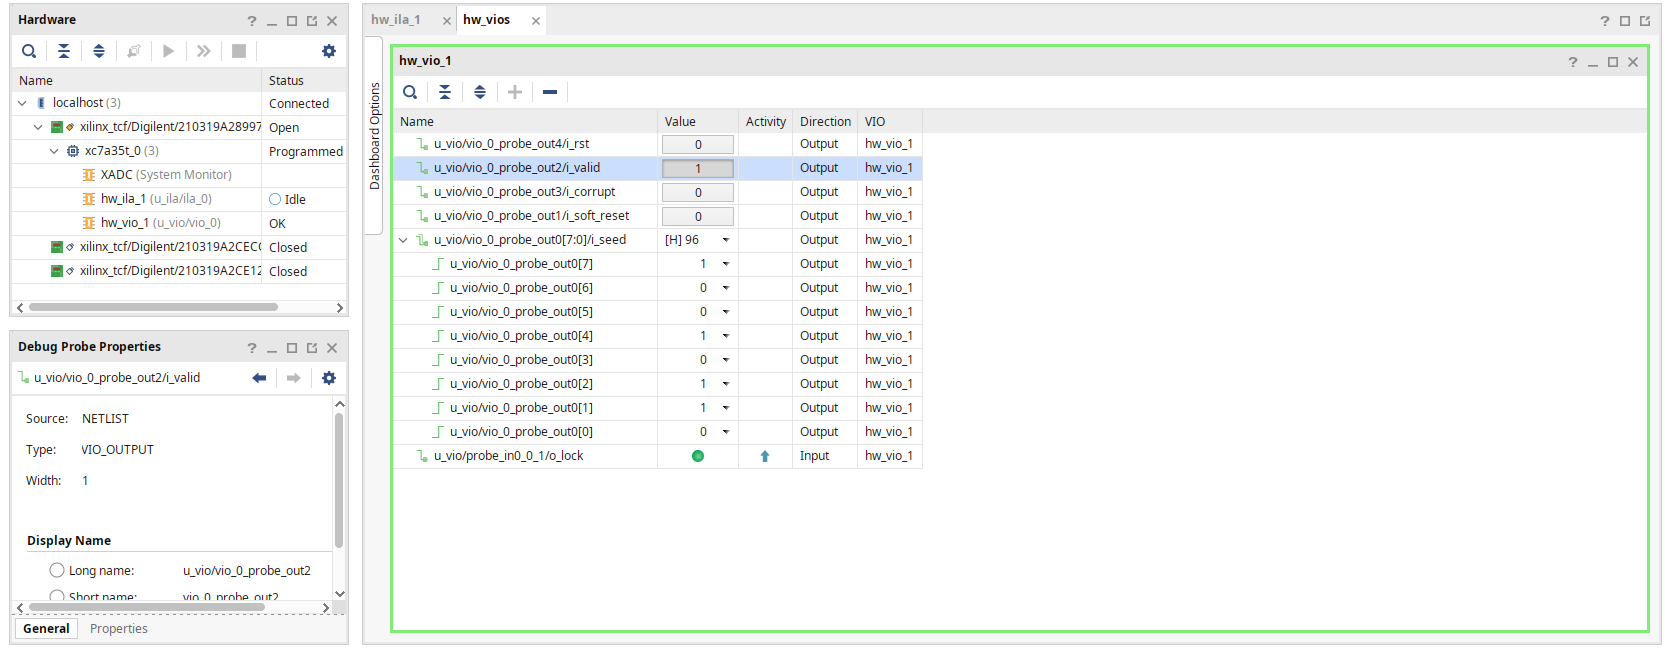 Hardware
Name Status
localhost (3) Connected
xilinx_tcf/Digilent/210319A28997 Open
xc7a35t_0 (3) Programmed
XADC (System Monitor)
hw_ila_1 (u_ila/ila_0) Idle
hw_vio_1 (u_vio/vio_0) OK
xilinx_tcf/Digilent/210319A2CEC Closed
xilinx_tcf/Digilent/210319A2CE12 Closed
Debug Probe Properties
u_vio/vio_0_probe_out2/i_valid
Source: NETLIST
Type: VIO_OUTPUT
Width: 1
Display Name
Long name: u_vio/vio_0_probe_out2
Short name: vio_0_probe_out2
General Properties
hw_ila_1 hw_vios
Dashboard Options
hw_vio_1
Name Value Activity Direction VIO
u_vio/vio_0_probe_out4/i_rst 0 Output hw_vio_1
u_vio/vio_0_probe_out2/i_valid 1 Output hw_vio_1
u_vio/vio_0_probe_out3/i_corrupt 0 Output hw_vio_1
u_vio/vio_0_probe_out1/i_soft_reset 0 Output hw_vio_1
u_vio/vio_0_probe_out0[7:0]/i_seed [H] 96 Output hw_vio_1
u_vio/vio_0_probe_out0[7] 1 Output hw_vio_1
u_vio/vio_0_probe_out0[6] 0 Output hw_vio_1
u_vio/vio_0_probe_out0[5] 0 Output hw_vio_1
u_vio/vio_0_probe_out0[4] 1 Output hw_vio_1
u_vio/vio_0_probe_out0[3] 0 Output hw_vio_1
u_vio/vio_0_probe_out0[2] 1 Output hw_vio_1
u_vio/vio_0_probe_out0[1] 1 Output hw_vio_1
u_vio/vio_0_probe_out0[0] 0 Output hw_vio_1
u_vio/probe_in0_0_1/o_lock Input hw_vio_1